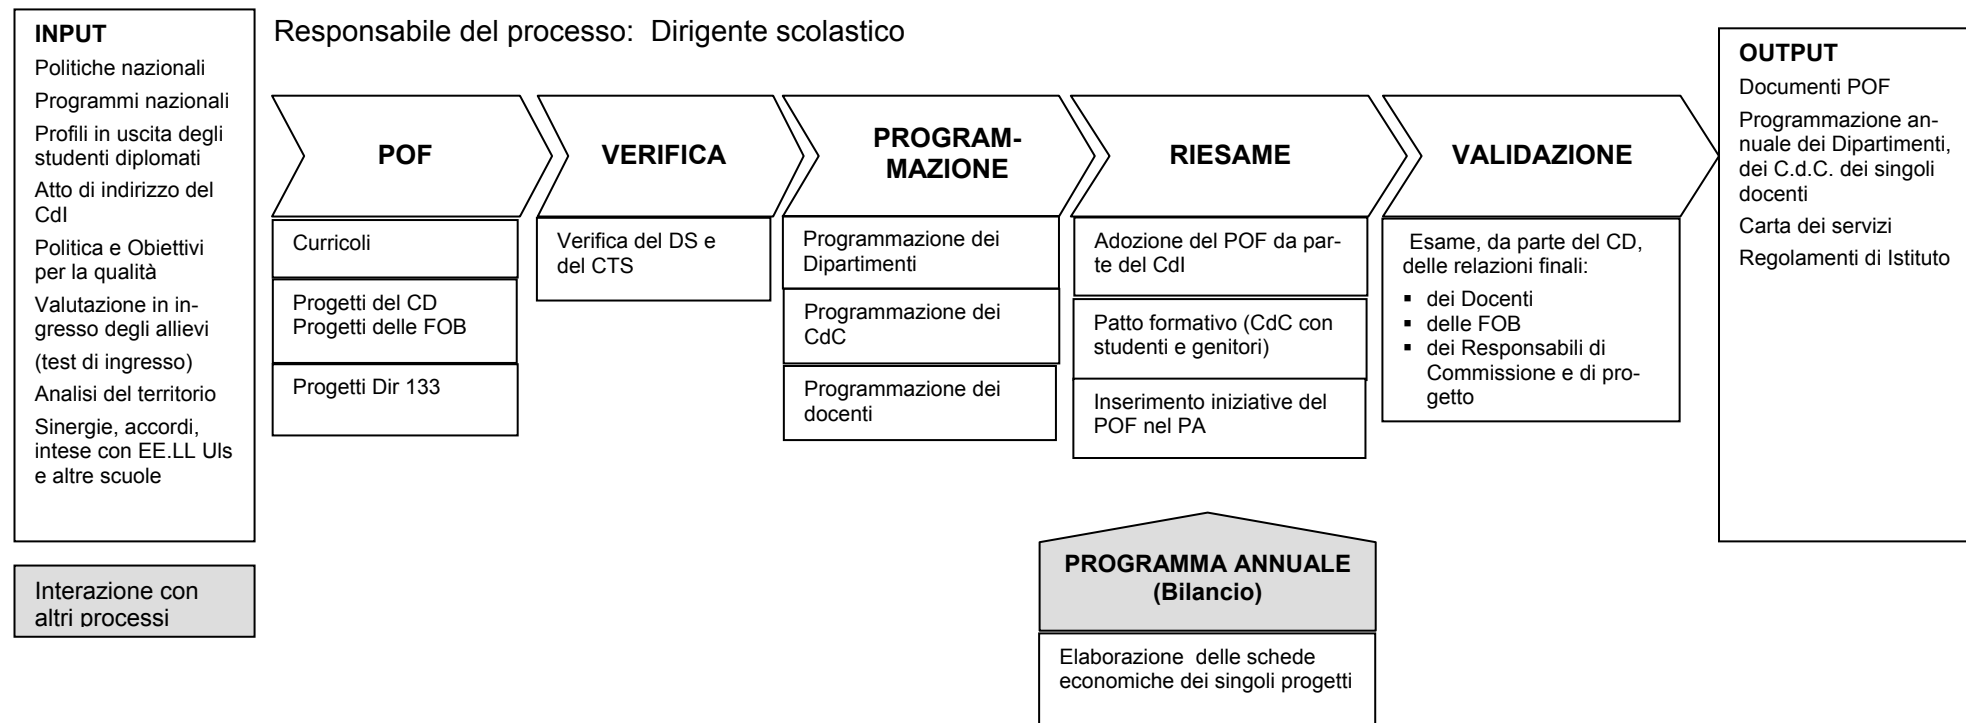 INPUT
Politiche nazionali
Programmi nazionali
Profili in uscita degli
studenti diplomati
Atto di indirizzo del
CdI
Politica e Obiettivi
per la qualità
Valutazione in in-
gresso degli allievi
(test di ingresso)
Analisi del territorio
Sinergie, accordi,
intese con EE.LL Uls
e altre scuole
Interazione con
altri processi
Responsabile del processo: Dirigente scolastico
POF
Curricoli
Progetti del CD
Progetti delle FOB
Progetti Dir 133
VERIFICA
Verifica del DS e
del CTS
PROGRAM-
MAZIONE
Programmazione dei
Dipartimenti
Programmazione dei
CdC
Programmazione dei
docenti
RIESAME
Adozione del POF da par-
te del CdI
Patto formativo (CdC con
studenti e genitori)
Inserimento iniziative del
POF nel PA
PROGRAMMA ANNUALE
(Bilancio)
Elaborazione delle schede
economiche dei singoli progetti
VALIDAZIONE
Esame, da parte del CD,
delle relazioni finali:
▪ dei Docenti
▪ delle FOB
▪ dei Responsabili di
Commissione e di pro-
getto
OUTPUT
Documenti POF
Programmazione an-
nuale dei Dipartimenti,
dei C.d.C. dei singoli
docenti
Carta dei servizi
Regolamenti di Istituto